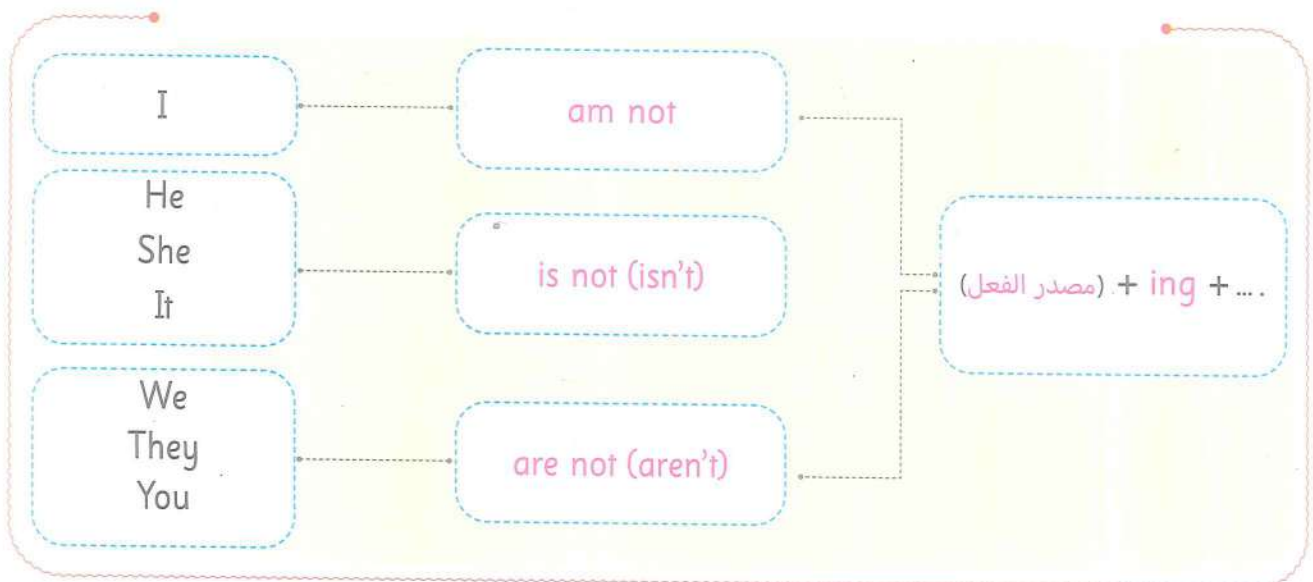 I
am not
He
She
It
is not (isn't)
(مصدر الفعل) + ing + ... .
We
They
You
are not (aren't)